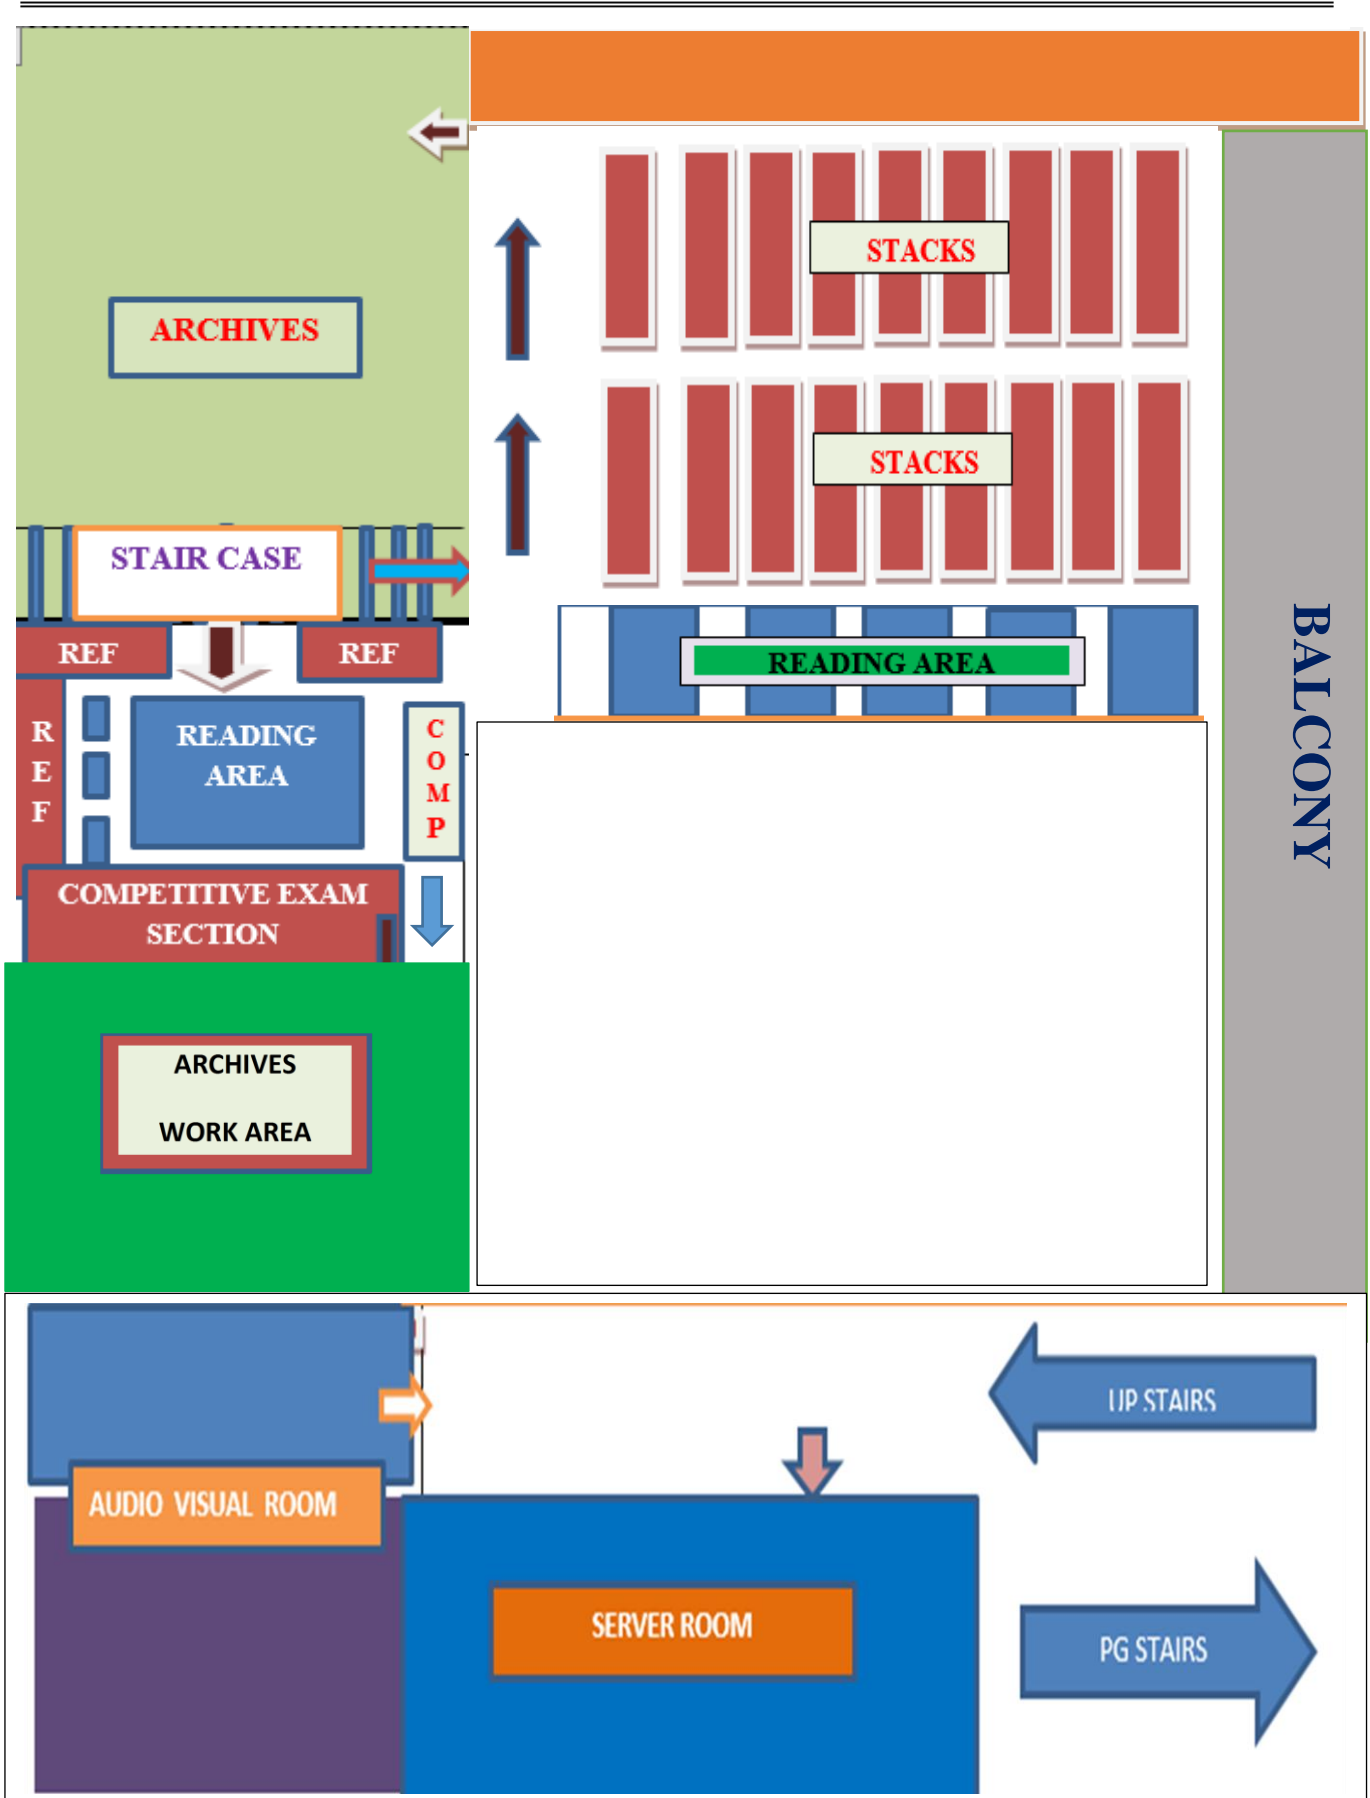 ARCHIVES
STACKS
STACKS
STAIR CASE
REF
REF
READING AREA
R
E
F
READING
AREA
C
O
M
P
COMPETITIVE EXAM
SECTION
BALCONY
ARCHIVES
WORK AREA
UP STAIRS
AUDIO VISUAL ROOM
SERVER ROOM
PG STAIRS